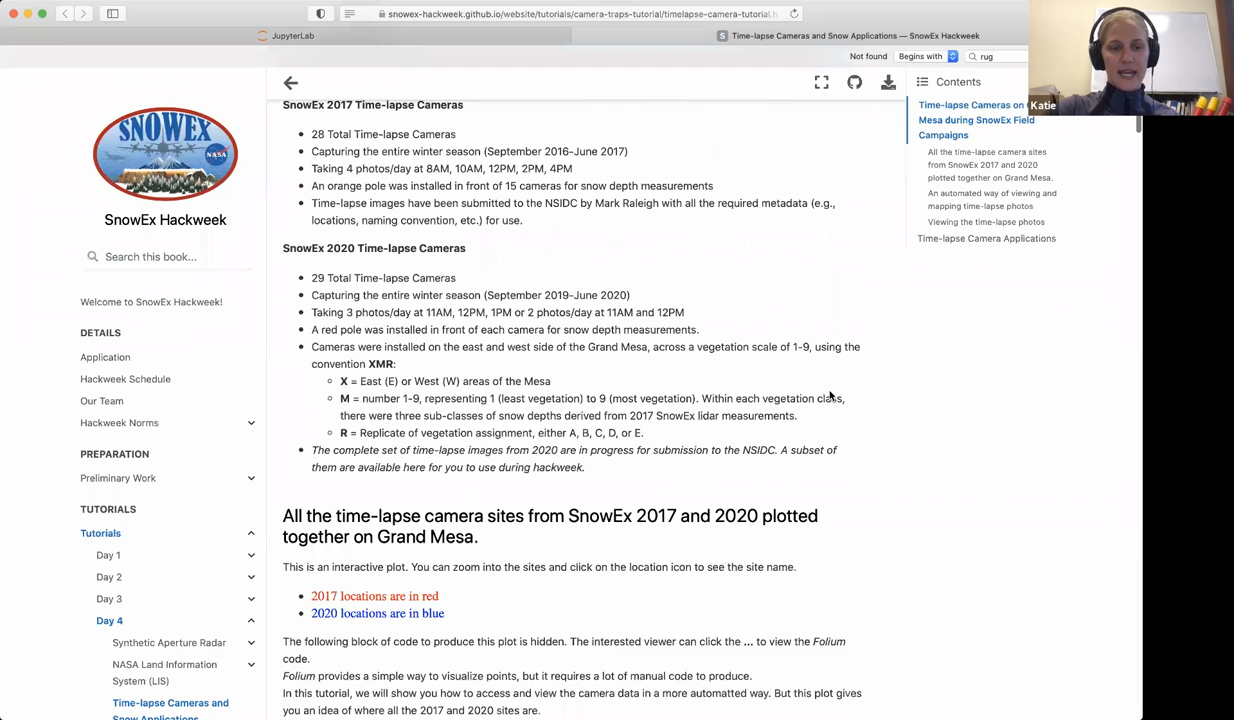 snowex-hackweek.github.io/website/tutorials/camera-traps-tutorial/timelapse-camera-tutorial.
JupyterLab
S Time-lapse Cameras and Snow Applications — SnowEx Hackweek
Not found
Begins with
rug
Katie
SNOWEX
NASA
SnowEx Hackweek
Search this book...
Welcome to SnowEx Hackweek!
DETAILS
Application
Hackweek Schedule
Our Team
Hackweek Norms
PREPARATION
Preliminary Work
TUTORIALS
Tutorials
Day 1
Day 2
Day 3
Day 4
Synthetic Aperture Radar
NASA Land Information
System (LIS)
Time-lapse Cameras and
Snow Applications
SnowEx 2017 Time-lapse Cameras
• 28 Total Time-lapse Cameras
• Capturing the entire winter season (September 2016-June 2017)
• Taking 4 photos/day at 8AM, 10AM, 12PM, 2PM, 4PM
• An orange pole was installed in front of 15 cameras for snow depth measurements
• Time-lapse images have been submitted to the NSIDC by Mark Raleigh with all the required metadata (e.g.,
locations, naming convention, etc.) for use.
SnowEx 2020 Time-lapse Cameras
• 29 Total Time-lapse Cameras
• Capturing the entire winter season (September 2019-June 2020)
• Taking 3 photos/day at 11AM, 12PM, 1PM or 2 photos/day at 11AM and 12PM
• A red pole was installed in front of each camera for snow depth measurements.
• Cameras were installed on the east and west side of the Grand Mesa, across a vegetation scale of 1-9, using the
convention XMR:
◦ X = East (E) or West (W) areas of the Mesa
◦ M = number 1-9, representing 1 (least vegetation) to 9 (most vegetation). Within each vegetation class,
there were three sub-classes of snow depths derived from 2017 SnowEx lidar measurements.
◦ R = Replicate of vegetation assignment, either A, B, C, D, or E.
• The complete set of time-lapse images from 2020 are in progress for submission to the NSIDC. A subset of
them are available here for you to use during hackweek.
All the time-lapse camera sites from SnowEx 2017 and 2020 plotted
together on Grand Mesa.
This is an interactive plot. You can zoom into the sites and click on the location icon to see the site name.
• 2017 locations are in red
• 2020 locations are in blue
The following block of code to produce this plot is hidden. The interested viewer can click the ... to view the Folium
code.
Folium provides a simple way to visualize points, but it requires a lot of manual code to produce.
In this tutorial, we will show you how to access and view the camera data in a more automatted way. But this plot gives
you an idea of where all the 2017 and 2020 sites are.
Contents
Time-lapse Cameras on
Mesa during SnowEx Field
Campaigns
All the time-lapse camera sites
from SnowEx 2017 and 2020
plotted together on Grand Mesa.
An automated way of viewing and
mapping time-lapse photos
Viewing the time-lapse photos
Time-lapse Camera Applications